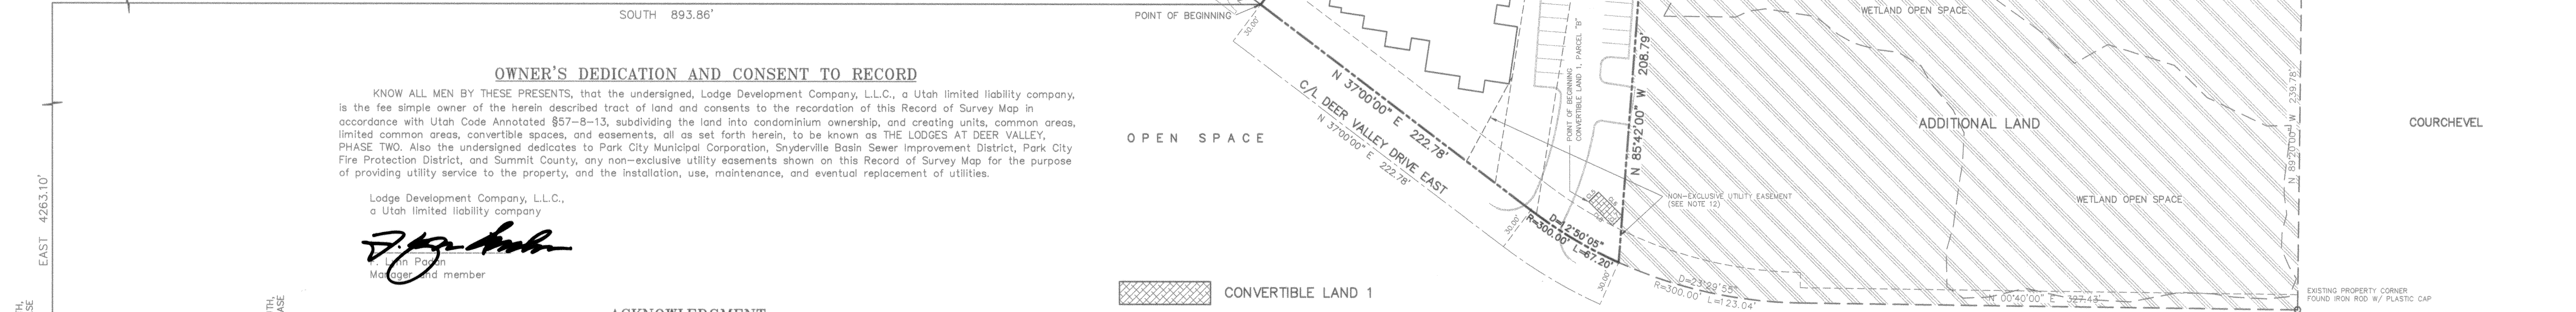 SOUTH 893.86'
POINT OF BEGINNING
30.00'
WETLAND OPEN SPACE
EAST 4263.10'
OWNER'S DEDICATION AND CONSENT TO RECORD
KNOW ALL MEN BY THESE PRESENTS, that the undersigned, Lodge Development Company, L.L.C., a Utah limited liability company,
is the fee simple owner of the herein described tract of land and consents to the recordation of this Record of Survey Map in
accordance with Utah Code Annotated §57-8-13, subdividing the land into condominium ownership, and creating units, common areas,
limited common areas, convertible spaces, and easements, all as set forth herein, to be known as THE LODGES AT DEER VALLEY,
PHASE TWO. Also the undersigned dedicates to Park City Municipal Corporation, Snyderville Basin Sewer Improvement District, Park City
Fire Protection District, and Summit County, any non-exclusive utility easements shown on this Record of Survey Map for the purpose
of providing utility service to the property, and the installation, use, maintenance, and eventual replacement of utilities.
Lodge Development Company, L.L.C.,
a Utah limited liability company
Manager and member
ACKNOWLEDGMENT
OPEN SPACE
N 37°00'00" E 222.78'
C/L DEER VALLEY DRIVE EAST
N 37°00'00" E 222.78'
POINT OF BEGINNING
CONVERTIBLE LAND 1, PARCEL "B"
N 85°42'00" W 208.79'
NON-EXCLUSIVE UTILITY EASEMENT
(SEE NOTE 12)
30.00'
D=12°50'05"
R=300.00' L=67.20'
30.00'
D=23°29'55"
R=300.00' L=123.04'
CONVERTIBLE LAND 1
ADDITIONAL LAND
WETLAND OPEN SPACE
N 00°40'00" E 327.43'
N 89°20'00" W 239.78'
COURCHEVEL
EXISTING PROPERTY CORNER
FOUND IRON ROD W/ PLASTIC CAP